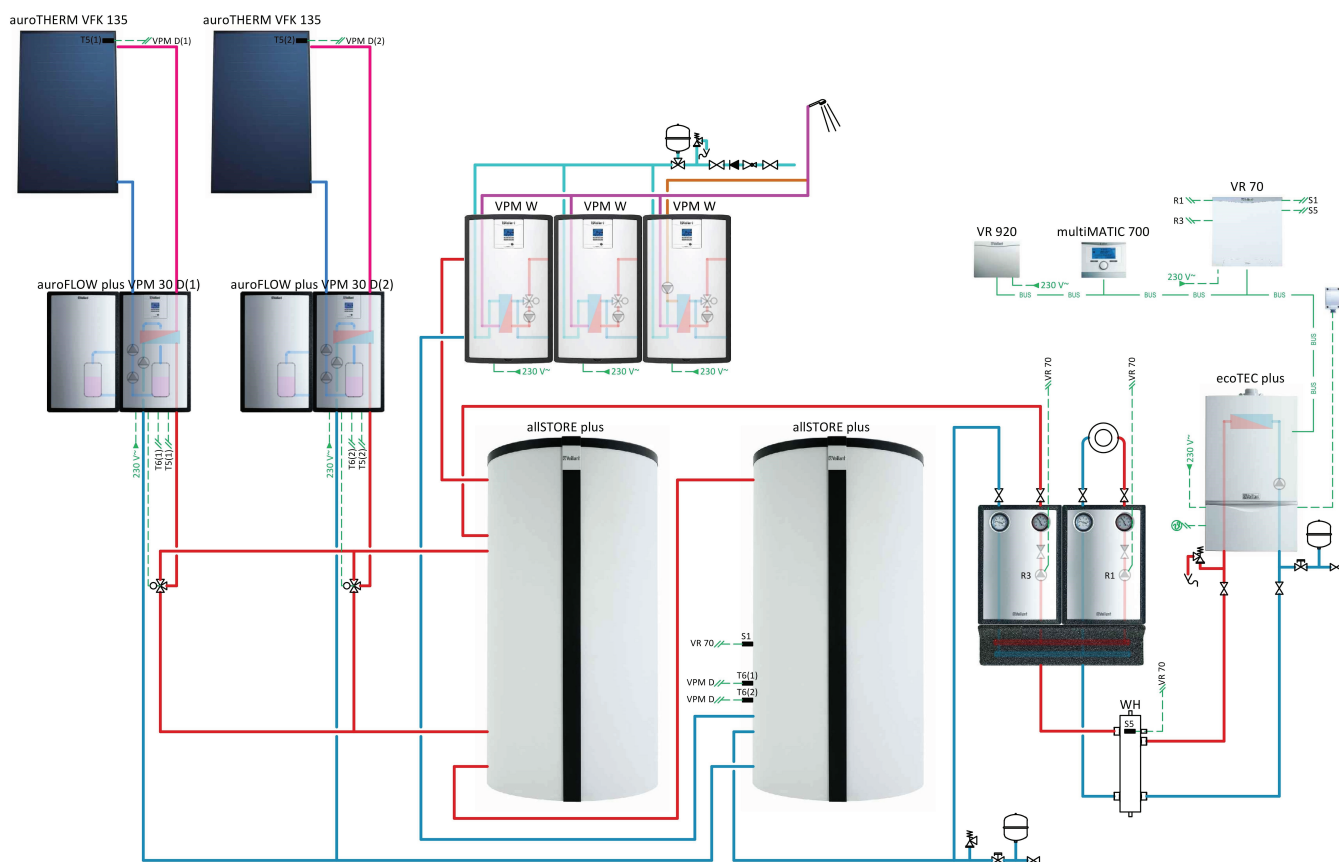 auroTHERM VFK 135
auroTHERM VFK 135
T5(1)
VPM D(1)
T5(2)
VPM D(2)
VPM W
VPM W
VPM W
230 V~
230 V~
230 V~
VR 70
R1
R3
S1
S5
VR 920
multiMATIC 700
230 V~
230 V~
BUS
BUS
BUS
BUS
BUS
auroFLOW plus VPM 30 D(1)
auroFLOW plus VPM 30 D(2)
230 V~
T6(1)
T5(1)
230 V~
T6(2)
T5(2)
VR 70
VR 70
ecoTEC plus
230 V~
allSTORE plus
allSTORE plus
Vaillant
Vaillant
R3
R1
Vaillant
Vaillant
S1
VR 70
T6(1)
VPM D
T6(2)
VPM D
VR 70
WH
S5